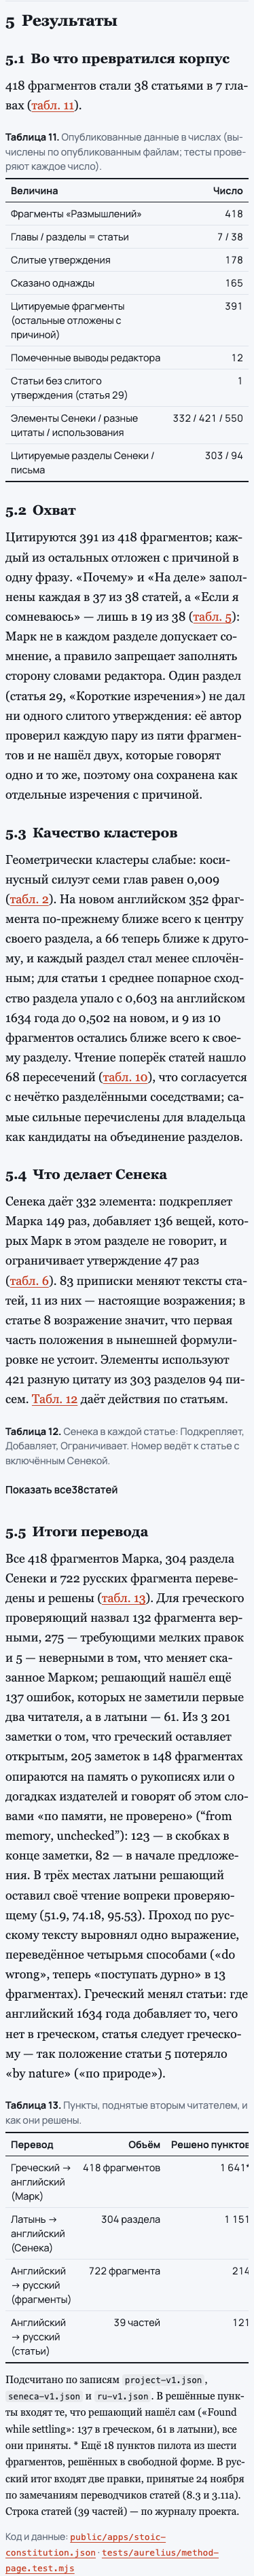 5 Результаты
5.1 Во что превратился корпус
418 фрагментов стали 38 статьями в 7 гла-
вах (табл. 11).
Таблица 11. Опубликованные данные в числах (вы-
числены по опубликованным файлам; тесты прове-
ряют каждое число).
Величина Число
Фрагменты «Размышлений» 418
Главы / разделы = статьи 7 / 38
Слитые утверждения 178
Сказано однажды 165
Цитируемые фрагменты 391
(остальные отложены с
причиной)
Помеченные выводы редактора 12
Статьи без слитого 1
утверждения (статья 29)
Элементы Сенеки / разные 332 / 421 / 550
цитаты / использования
Цитируемые разделы Сенеки / 303 / 94
письма
5.2 Охват
Цитируются 391 из 418 фрагментов; каж-
дый из остальных отложен с причиной в
одну фразу. «Почему» и «На деле» запол-
нены каждая в 37 из 38 статей, а «Если я
сомневаюсь» — лишь в 19 из 38 (табл. 5):
Марк не в каждом разделе допускает со-
мнение, а правило запрещает заполнять
сторону словами редактора. Один раздел
(статья 29, «Короткие изречения») не дал
ни одного слитого утверждения: её автор
проверил каждую пару из пяти фрагмен-
тов и не нашёл двух, которые говорят
одно и то же, поэтому она сохранена как
отдельные изречения с причиной.
5.3 Качество кластеров
Геометрически кластеры слабые: коси-
нусный силуэт семи глав равен 0,009
(табл. 2). На новом английском 352 фраг-
мента по-прежнему ближе всего к центру
своего раздела, а 66 теперь ближе к друго-
му, и каждый раздел стал менее сплочён-
ным; для статьи 1 среднее попарное сход-
ство раздела упало с 0,603 на английском
1634 года до 0,502 на новом, и 9 из 10
фрагментов остались ближе всего к свое-
му разделу. Чтение поперёк статей нашло
68 пересечений (табл. 10), что согласуется
с нечётко разделёнными соседствами; са-
мые сильные перечислены для владельца
как кандидаты на объединение разделов.
5.4 Что делает Сенека
Сенека даёт 332 элемента: подкрепляет
Марка 149 раз, добавляет 136 вещей, кото-
рых Марк в этом разделе не говорит, и
ограничивает утверждение 47 раз
(табл. 6). 83 приписки меняют тексты ста-
тей, 11 из них — настоящие возражения; в
статье 8 возражение значит, что первая
часть положения в нынешней формули-
ровке не устоит. Элементы используют
421 разную цитату из 303 разделов 94 пи-
сем. Табл. 12 даёт действия по статьям.
Таблица 12. Сенека в каждой статье: Подкрепляет,
Добавляет, Ограничивает. Номер ведёт к статье с
включённым Сенекой.
Показать все38статей
5.5 Итоги перевода
Все 418 фрагментов Марка, 304 раздела
Сенеки и 722 русских фрагмента переве-
дены и решены (табл. 13). Для греческого
проверяющий назвал 132 фрагмента вер-
ными, 275 — требующими мелких правок
и 5 — неверными в том, что меняет ска-
занное Марком; решающий нашёл ещё
137 ошибок, которых не заметили первые
два читателя, а в латыни — 61. Из 3 201
заметки о том, что греческий оставляет
открытым, 205 заметок в 148 фрагментах
опираются на память о рукописях или о
догадках издателей и говорят об этом сло-
вами «по памяти, не проверено» (“from
memory, unchecked”): 123 — в скобках в
конце заметки, 82 — в начале предложе-
ния. В трёх местах латыни решающий
оставил своё чтение вопреки проверяю-
щему (51.9, 74.18, 95.53). Проход по рус-
скому тексту выровнял одно выражение,
переведённое четырьмя способами («do
wrong», теперь «поступать дурно» в 13
фрагментах). Греческий менял статьи: где
английский 1634 года добавляет то, чего
нет в греческом, статья следует греческо-
му — так положение статьи 5 потеряло
«by nature» («по природе»).
Таблица 13. Пункты, поднятые вторым читателем, и
как они решены.
Перевод Объём Решено пунктов
Греческий → 418 фрагментов 1 641*
английский
(Марк)
Латынь → 304 раздела 1 151
английский
(Сенека)
Английский 722 фрагмента 214
→ русский
(фрагменты)
Английский 39 частей 121
→ русский
(статьи)
Подсчитано по записям project-v1.json,
seneca-v1.json и ru-v1.json. В решённые пунк-
ты входят те, что решающий нашёл сам («Found
while settling»: 137 в греческом, 61 в латыни), все
они приняты. * Ещё 18 пунктов пилота из шести
фрагментов, решённых в свободной форме. В рус-
ский итог входят две правки, принятые 24 ноября
по замечаниям переводчиков статей (8.3 и 3.11a).
Строка статей (39 частей) — по журналу проекта.
Код и данные: public/apps/stoic-
constitution.json · tests/aurelius/method-
page.test.mjs